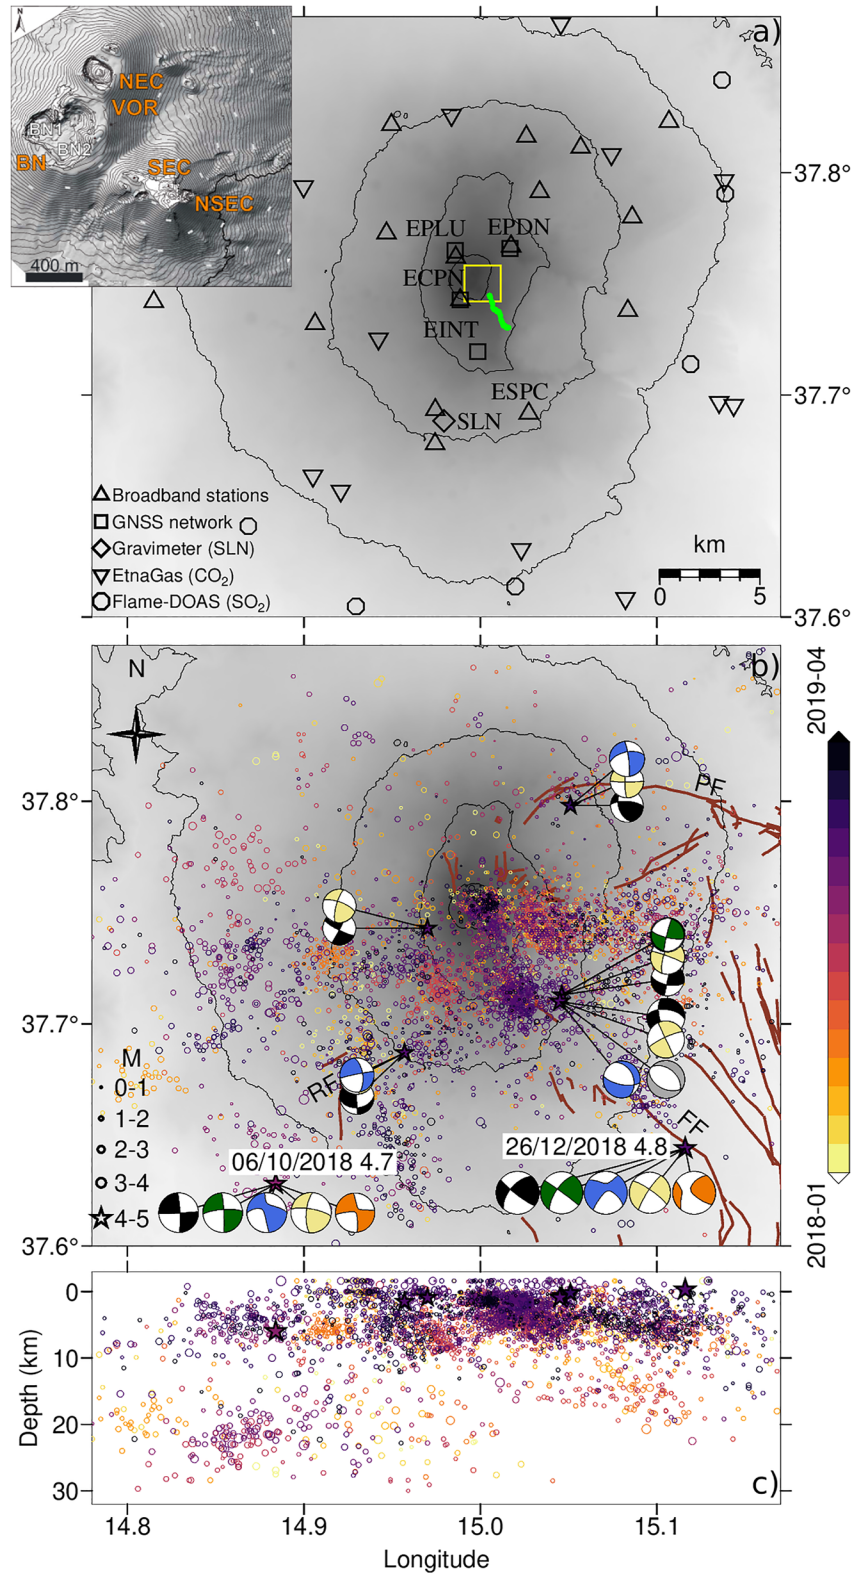 N
a)
NEC
VOR
BN1
BN2
BN
SEC
NSEC
400 m
37.8°
EPLU
EPDN
ECPN
EINT
37.7°
ESPC
SLN
Broadband stations
GNSS network
Gravimeter (SLN)
EtnaGas (CO₂)
Flame-DOAS (SO₂)
km
0 5
37.6°
b)
N
2019-04
PF
37.8°
37.7°
M
0-1
1-2
2-3
3-4
4-5
RF
FF
06/10/2018 4.7
26/12/2018 4.8
2018-01
37.6°
0
10
20
30
Depth (km)
c)
14.8 14.9 15.0 15.1
Longitude